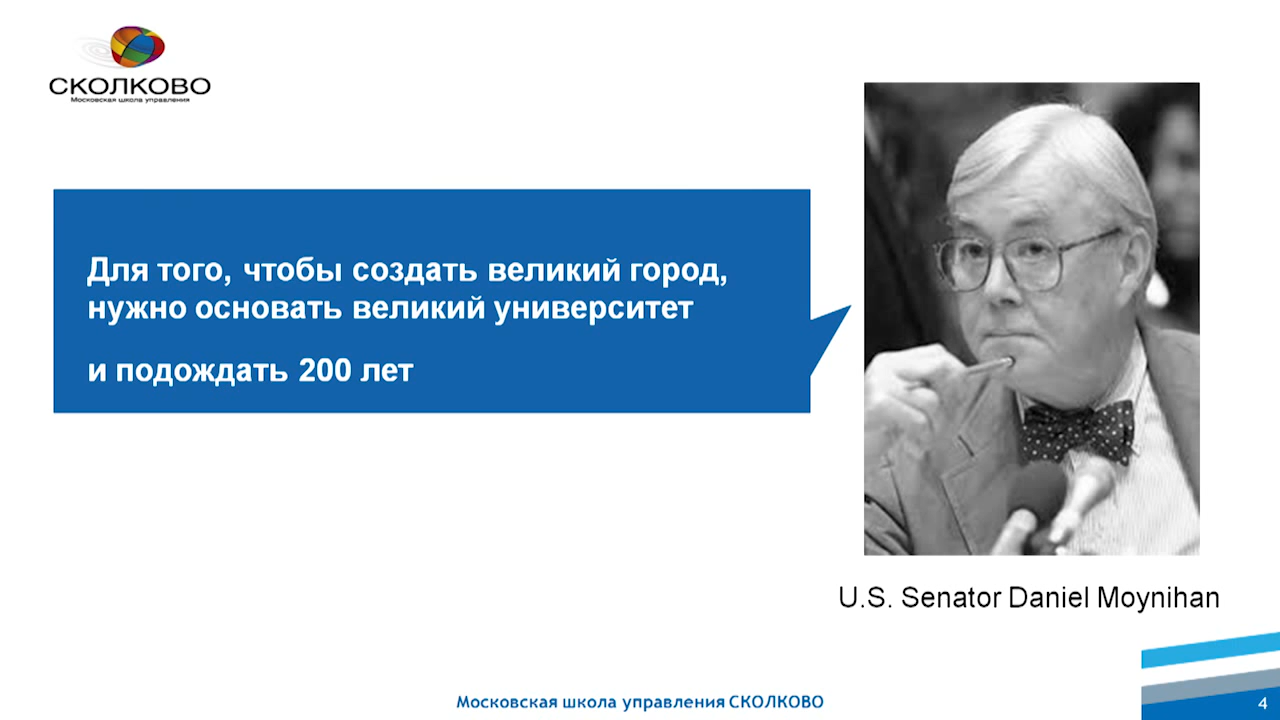 СКОЛКОВО
Московская школа управления
Для того, чтобы создать великий город,
нужно основать великий университет
и подождать 200 лет
U.S. Senator Daniel Moynihan
Московская школа управления СКОЛКОВО
4